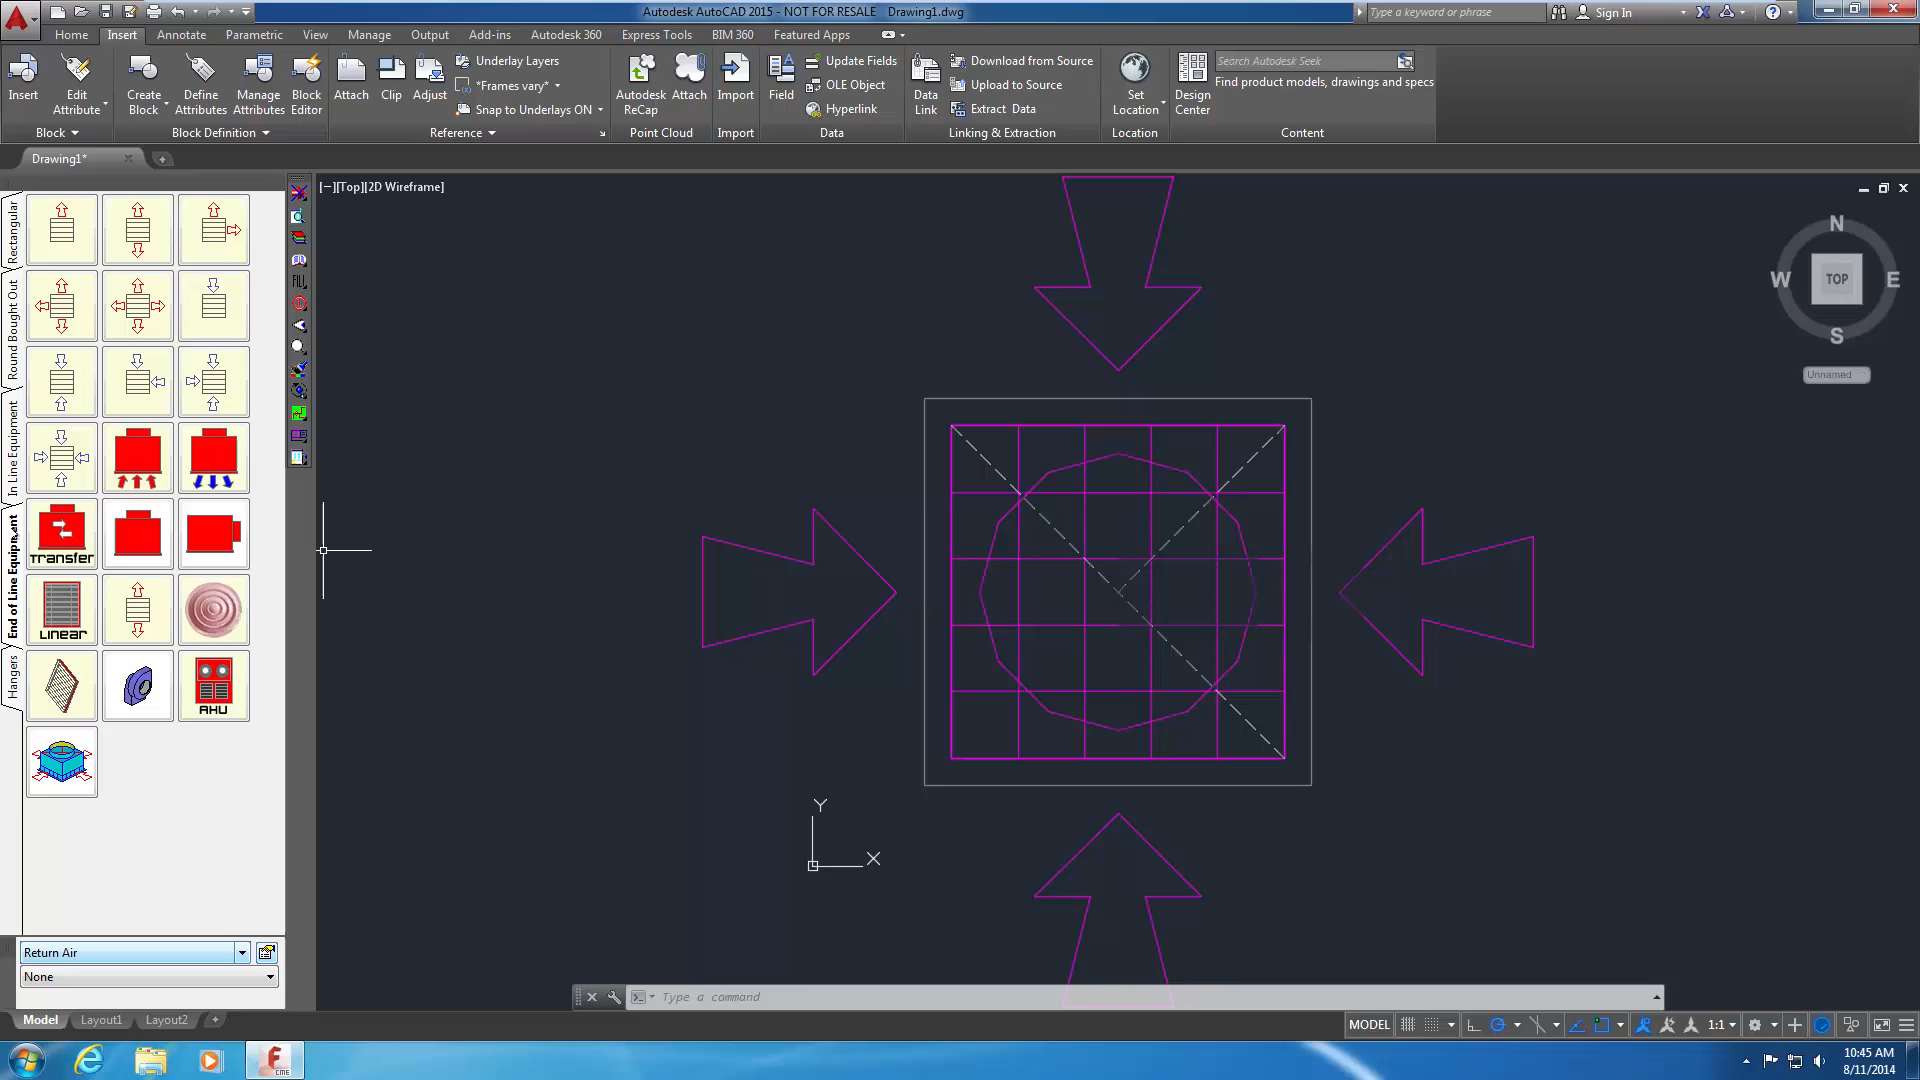 Autodesk AutoCAD 2015 - NOT FOR RESALE Drawing1.dwg
Type a keyword or phrase
Sign In
Home Insert Annotate Parametric View Manage Output Add-ins Autodesk 360 Express Tools BIM 360 Featured Apps
Insert
Edit Attribute
Create Block
Define Attributes
Manage Attributes
Block Editor
Attach
Clip
Adjust
Underlay Layers
*Frames vary*
Snap to Underlays ON
Autodesk ReCap
Attach
Import
Field
Update Fields
OLE Object
Hyperlink
Data Link
Download from Source
Upload to Source
Extract Data
Set Location
Design Center
Search Autodesk Seek
Find product models, drawings and specs
Block
Block Definition
Reference
Point Cloud
Import
Data
Linking & Extraction
Location
Content
Drawing1*
[−][Top][2D Wireframe]
Rectangular
Round Bought Out
In Line Equipment
End of Line Equipment
Hangers
Transfer
LINEAR
AHU
FILL
N
W
TOP
E
S
Unnamed
Y
X
Return Air
None
Type a command
Model Layout1 Layout2
MODEL
1:1
F
CME
10:45 AM
8/11/2014